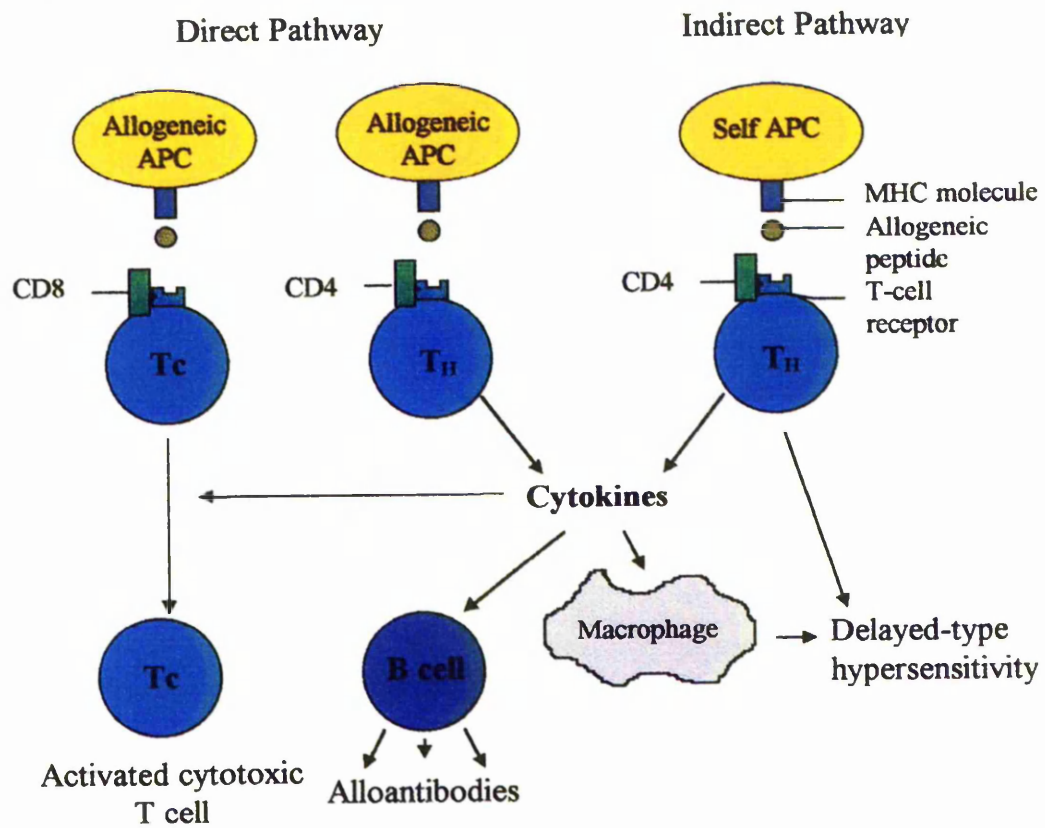 Direct Pathway
Indirect Pathway
Allogeneic
APC
Allogeneic
APC
Self APC
MHC molecule
Allogeneic
peptide
T-cell
receptor
CD8
CD4
CD4
Tc
TH
TH
Cytokines
Tc
B cell
Macrophage
Delayed-type
hypersensitivity
Activated cytotoxic
T cell
Alloantibodies